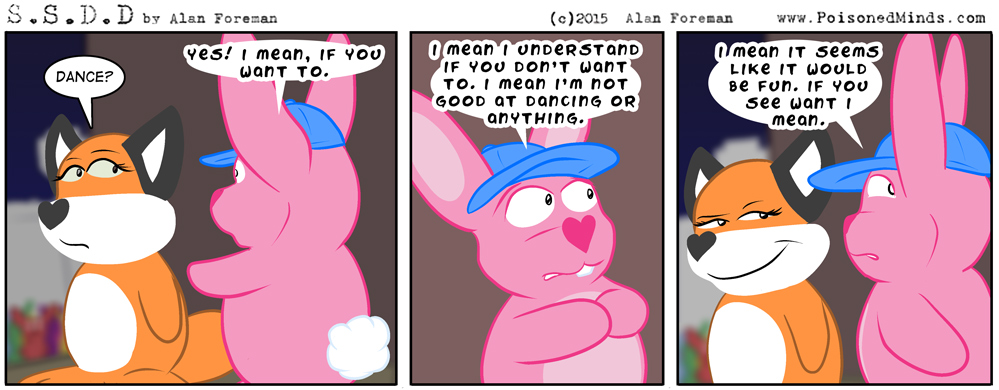 S.S.D.D by Alan Foreman (c)2015 Alan Foreman www.PoisonedMinds.com
DANCE?
YES! I MEAN, IF YOU
WANT TO.
I MEAN I UNDERSTAND
IF YOU DON'T WANT
TO. I MEAN I'M NOT
GOOD AT DANCING OR
ANYTHING.
I MEAN IT SEEMS
LIKE IT WOULD
BE FUN. IF YOU
SEE WANT I
MEAN.